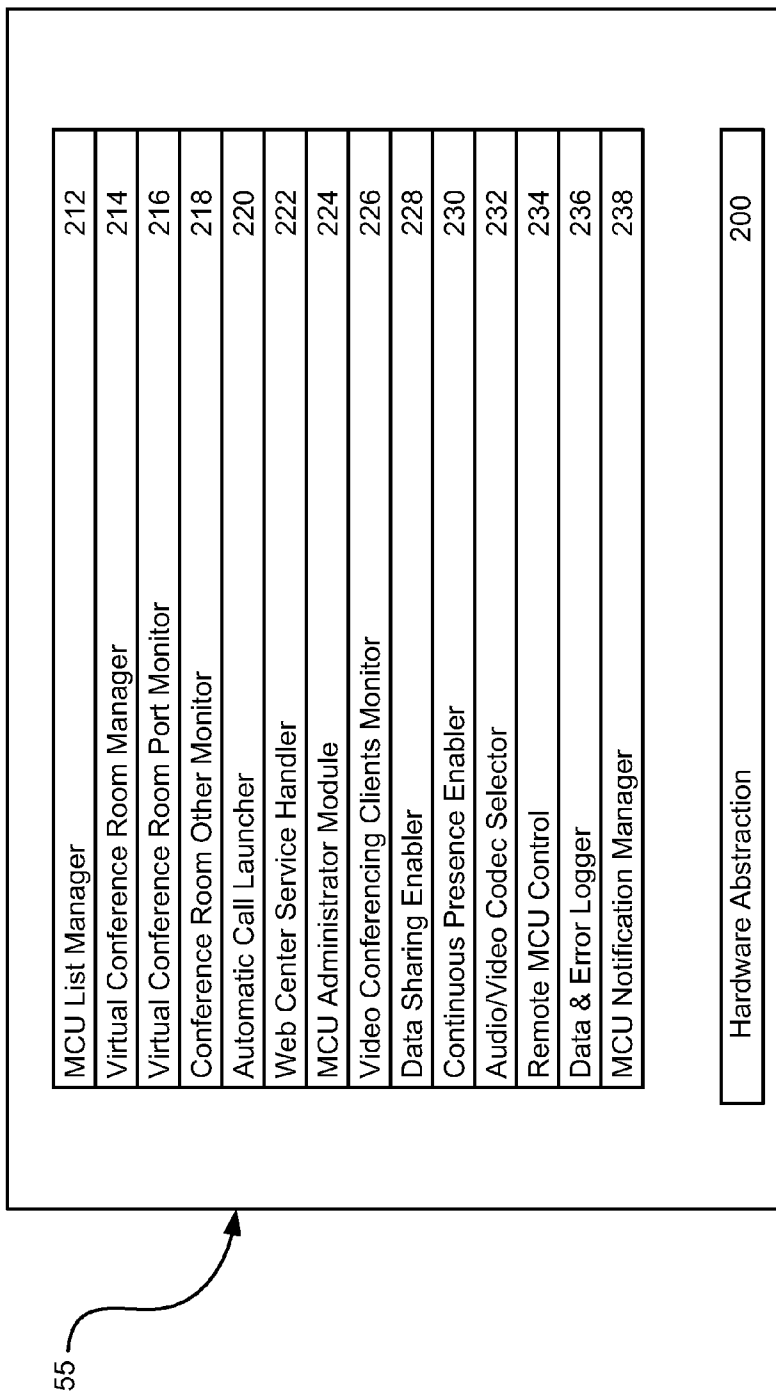 MCU List Manager 212
Virtual Conference Room Manager 214
Virtual Conference Room Port Monitor 216
Conference Room Other Monitor 218
Automatic Call Launcher 220
Web Center Service Handler 222
MCU Administrator Module 224
Video Conferencing Clients Monitor 226
Data Sharing Enabler 228
Continuous Presence Enabler 230
Audio/Video Codec Selector 232
Remote MCU Control 234
Data & Error Logger 236
MCU Notification Manager 238
Hardware Abstraction 200
55